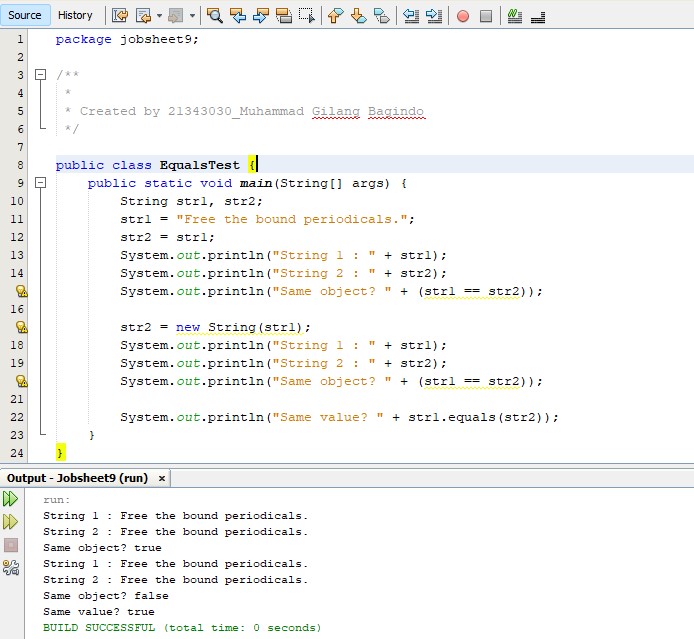 Source History
1 package jobsheet9;
2
3 /**
4 *
5 * Created by 21343030_Muhammad Gilang Bagindo
6 */
7
8 public class EqualsTest {
9 public static void main(String[] args) {
10 String str1, str2;
11 str1 = "Free the bound periodicals.";
12 str2 = str1;
13 System.out.println("String 1 : " + str1);
14 System.out.println("String 2 : " + str2);
System.out.println("Same object? " + (str1 == str2));
16
str2 = new String(str1);
18 System.out.println("String 1 : " + str1);
19 System.out.println("String 2 : " + str2);
System.out.println("Same object? " + (str1 == str2));
21
22 System.out.println("Same value? " + str1.equals(str2));
23 }
24 }
Output - Jobsheet9 (run) ×
run:
String 1 : Free the bound periodicals.
String 2 : Free the bound periodicals.
Same object? true
String 1 : Free the bound periodicals.
String 2 : Free the bound periodicals.
Same object? false
Same value? true
BUILD SUCCESSFUL (total time: 0 seconds)